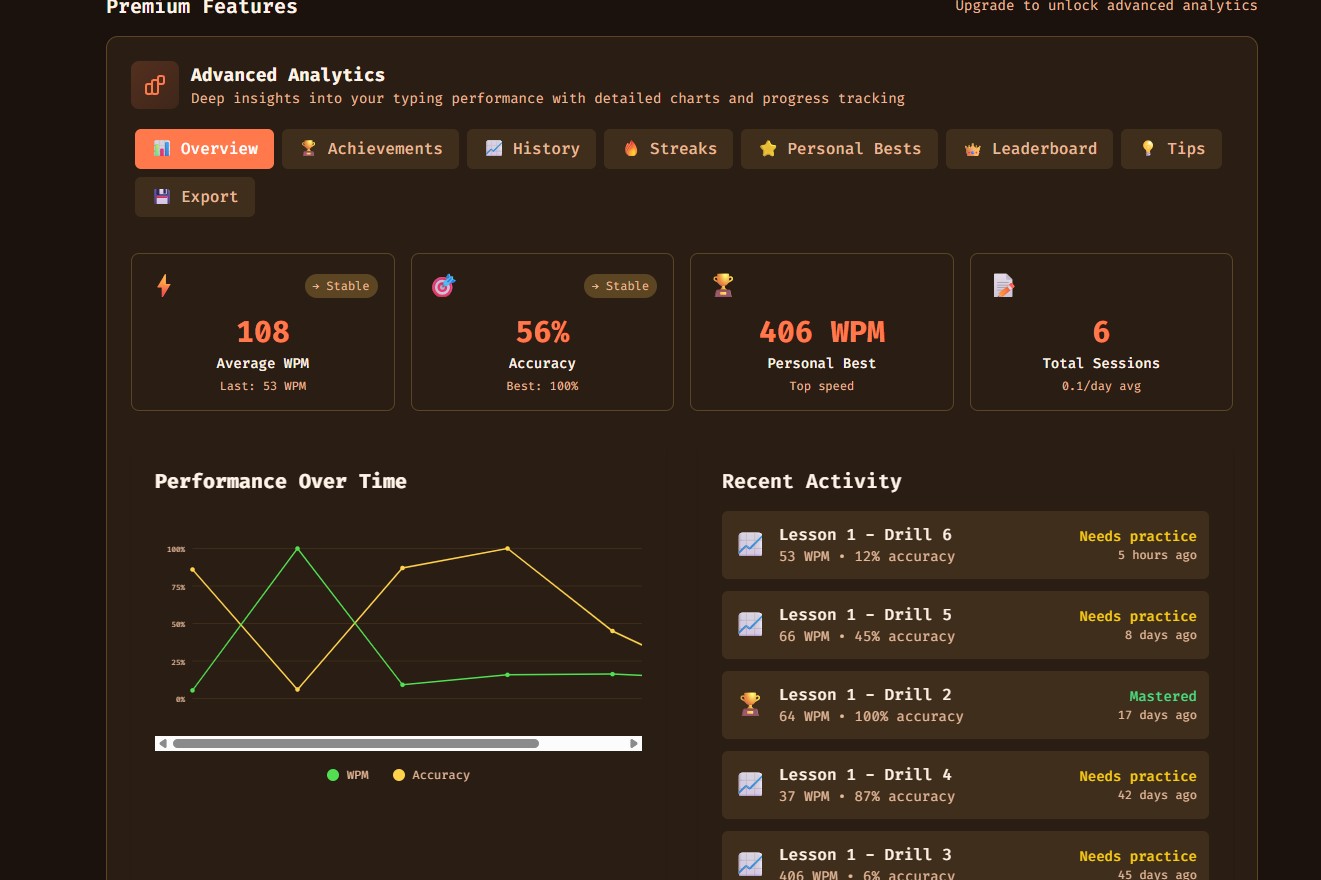 Premium Features
Upgrade to unlock advanced analytics
Advanced Analytics
Deep insights into your typing performance with detailed charts and progress tracking
Overview
Achievements
History
Streaks
Personal Bests
Leaderboard
Tips
Export
→ Stable
108
Average WPM
Last: 53 WPM
→ Stable
56%
Accuracy
Best: 100%
406 WPM
Personal Best
Top speed
6
Total Sessions
0.1/day avg
Performance Over Time
100%
75%
50%
25%
0%
WPM
Accuracy
Recent Activity
Lesson 1 – Drill 6
53 WPM • 12% accuracy
Needs practice
5 hours ago
Lesson 1 – Drill 5
66 WPM • 45% accuracy
Needs practice
8 days ago
Lesson 1 – Drill 2
64 WPM • 100% accuracy
Mastered
17 days ago
Lesson 1 – Drill 4
37 WPM • 87% accuracy
Needs practice
42 days ago
Lesson 1 – Drill 3
406 WPM • 6% accuracy
Needs practice
45 days ago